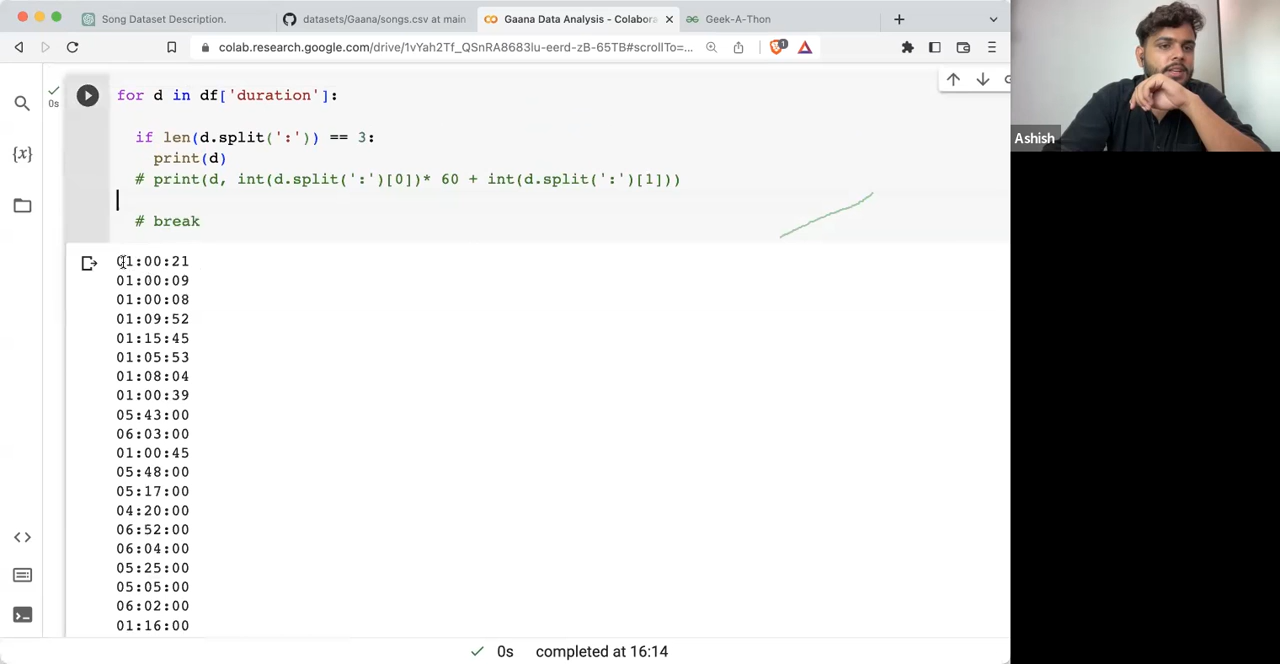 Song Dataset Description.
datasets/Gaana/songs.csv at main
Gaana Data Analysis - Colabora
Geek-A-Thon
colab.research.google.com/drive/1vYah2Tf_QSnRA8683lu-eerd-zB-65TB#scrollTo=...
1
Ashish
0s
for d in df['duration']:
if len(d.split(':')) == 3:
print(d)
# print(d, int(d.split(':')[0])* 60 + int(d.split(':')[1]))
# break
{x}
01:00:21
01:00:09
01:00:08
01:09:52
01:15:45
01:05:53
01:08:04
01:00:39
05:43:00
06:03:00
01:00:45
05:48:00
05:17:00
04:20:00
06:52:00
06:04:00
05:25:00
05:05:00
06:02:00
01:16:00
0s completed at 16:14